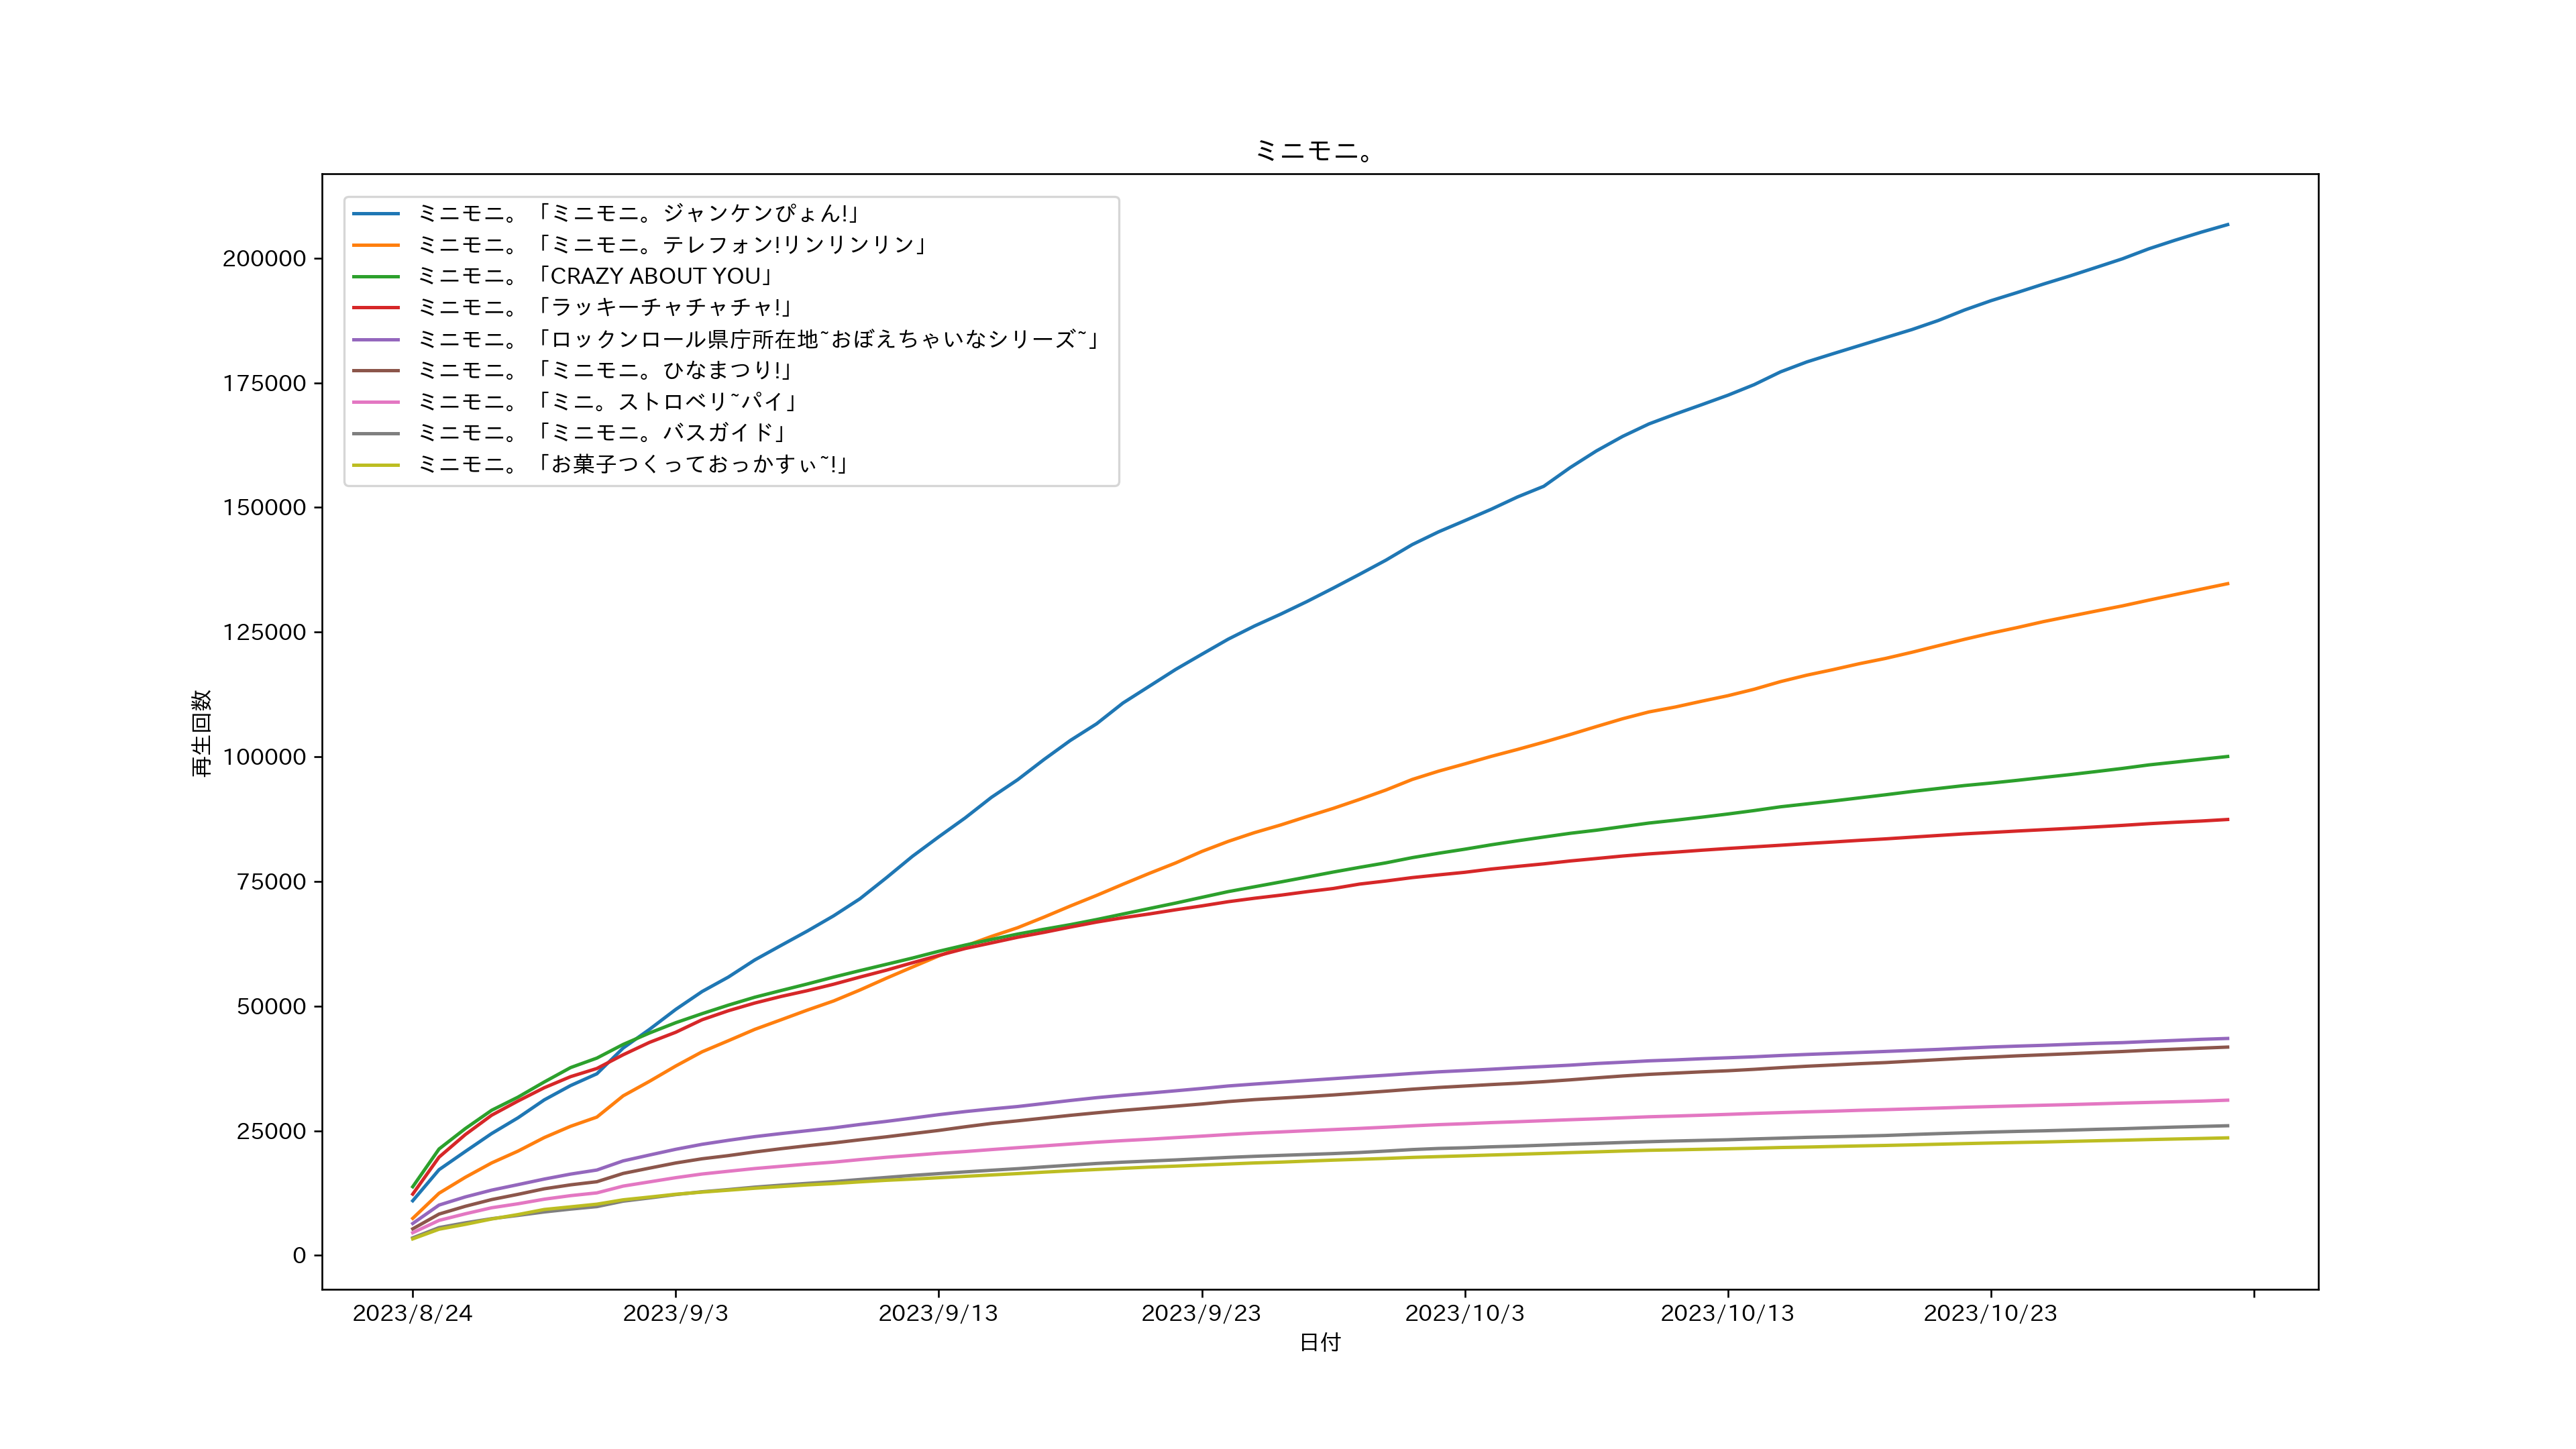 ミニモニ。
ミニモニ。「ミニモニ。ジャンケンぴょん!」
ミニモニ。「ミニモニ。テレフォン!リンリンリン」
ミニモニ。「CRAZY ABOUT YOU」
ミニモニ。「ラッキーチャチャチャ!」
ミニモニ。「ロックンロール県庁所在地~おぼえちゃいなシリーズ~」
ミニモニ。「ミニモニ。ひなまつり!」
ミニモニ。「ミニ。ストロベリ~パイ」
ミニモニ。「ミニモニ。バスガイド」
ミニモニ。「お菓子つくっておっかすぃ~!」
200000
175000
150000
125000
100000
75000
50000
25000
0
再生回数
2023/8/24
2023/9/3
2023/9/13
2023/9/23
2023/10/3
2023/10/13
2023/10/23
日付